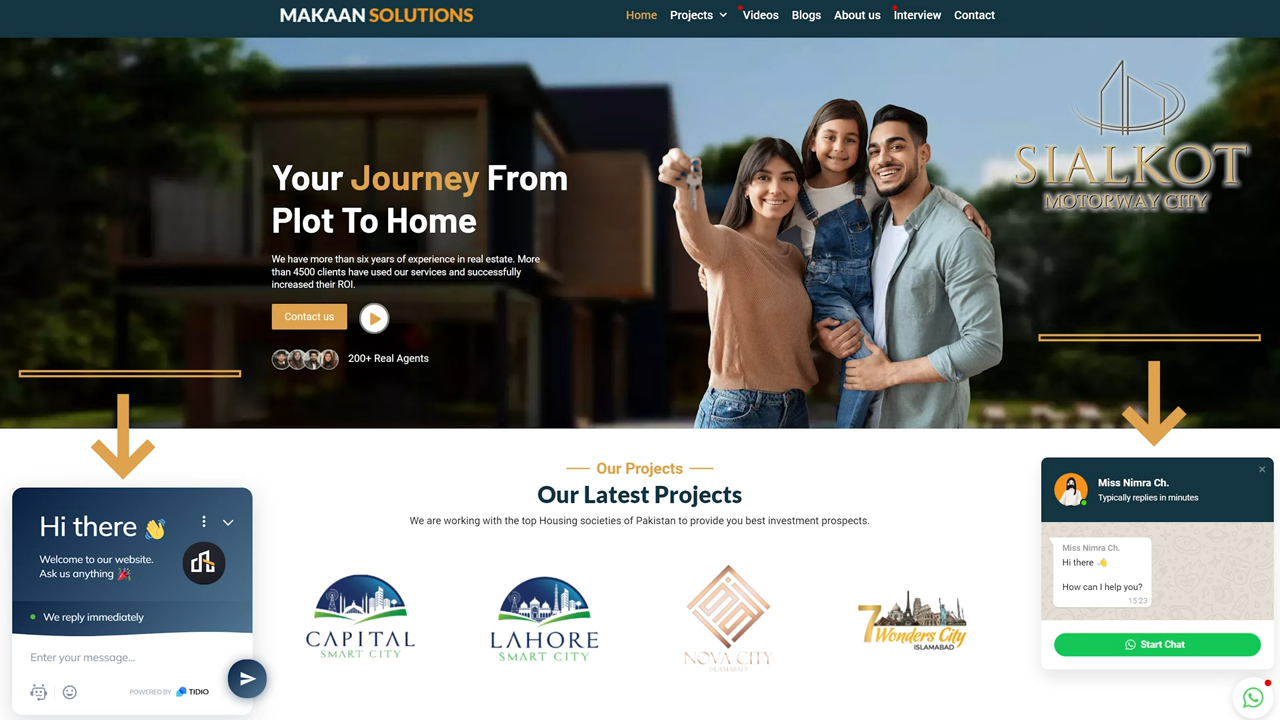 MAKAAN SOLUTIONS
Home Projects Videos Blogs About us Interview Contact
SIALKOT
MOTORWAY CITY
Your Journey From
Plot To Home
We have more than six years of experience in real estate. More
than 4500 clients have used our services and successfully
increased their ROI.
Contact us
200+ Real Agents
Our Projects
Our Latest Projects
We are working with the top Housing societies of Pakistan to provide you best investment prospects.
CAPITAL
SMART CITY
LAHORE
SMART CITY
NOVA CITY
ISLAMABAD
7 Wonders City
ISLAMABAD
Hi there 👋
Welcome to our website.
Ask us anything 🎉
We reply immediately
Enter your message...
POWERED BY TIDIO
Miss Nimra Ch.
Typically replies in minutes
Miss Nimra Ch.
Hi there 👋
How can I help you?
15:23
Start Chat